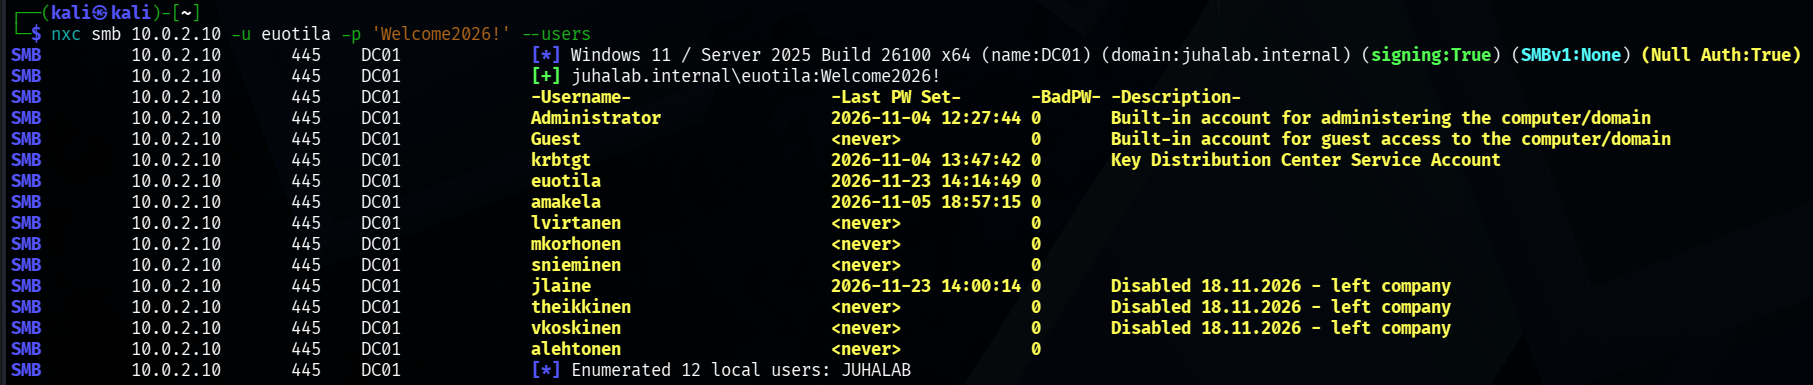 ┌──(kali㉿kali)-[~]
└─$ nxc smb 10.0.2.10 -u euotila -p 'Welcome2026!' --users
SMB 10.0.2.10 445 DC01 [*] Windows 11 / Server 2025 Build 26100 x64 (name:DC01) (domain:juhalab.internal) (signing:True) (SMBv1:None) (Null Auth:True)
SMB 10.0.2.10 445 DC01 [+] juhalab.internal\euotila:Welcome2026!
SMB 10.0.2.10 445 DC01 -Username- -Last PW Set- -BadPW- -Description-
SMB 10.0.2.10 445 DC01 Administrator 2026-11-04 12:27:44 0 Built-in account for administering the computer/domain
SMB 10.0.2.10 445 DC01 Guest <never> 0 Built-in account for guest access to the computer/domain
SMB 10.0.2.10 445 DC01 krbtgt 2026-11-04 13:47:42 0 Key Distribution Center Service Account
SMB 10.0.2.10 445 DC01 euotila 2026-11-23 14:14:49 0
SMB 10.0.2.10 445 DC01 amakela 2026-11-05 18:57:15 0
SMB 10.0.2.10 445 DC01 lvirtanen <never> 0
SMB 10.0.2.10 445 DC01 mkorhonen <never> 0
SMB 10.0.2.10 445 DC01 snieminen <never> 0
SMB 10.0.2.10 445 DC01 jlaine 2026-11-23 14:00:14 0 Disabled 18.11.2026 - left company
SMB 10.0.2.10 445 DC01 theikkinen <never> 0 Disabled 18.11.2026 - left company
SMB 10.0.2.10 445 DC01 vkoskinen <never> 0 Disabled 18.11.2026 - left company
SMB 10.0.2.10 445 DC01 alehtonen <never> 0
SMB 10.0.2.10 445 DC01 [*] Enumerated 12 local users: JUHALAB